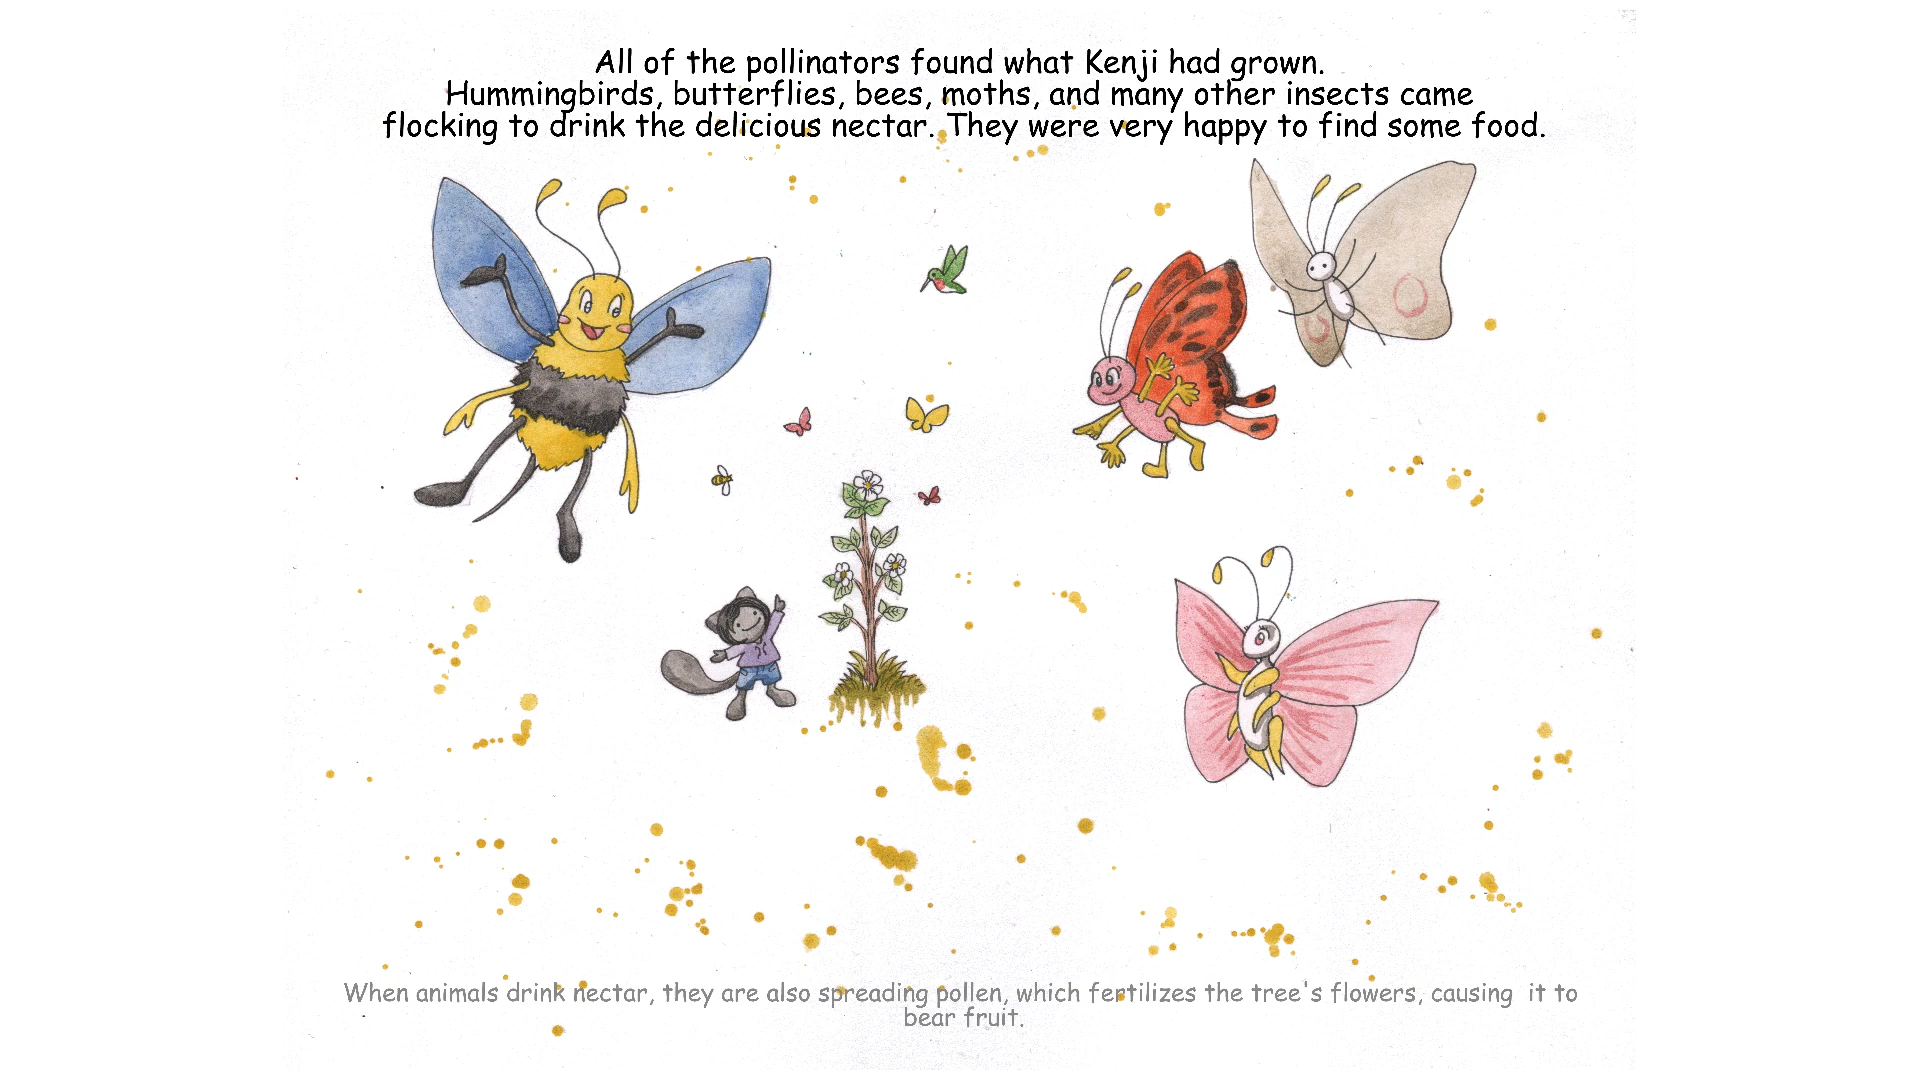 All of the pollinators found what Kenji had grown.
Hummingbirds, butterflies, bees, moths, and many other insects came
flocking to drink the delicious nectar. They were very happy to find some food.
When animals drink nectar, they are also spreading pollen, which fertilizes the tree's flowers, causing  it to
bear fruit.